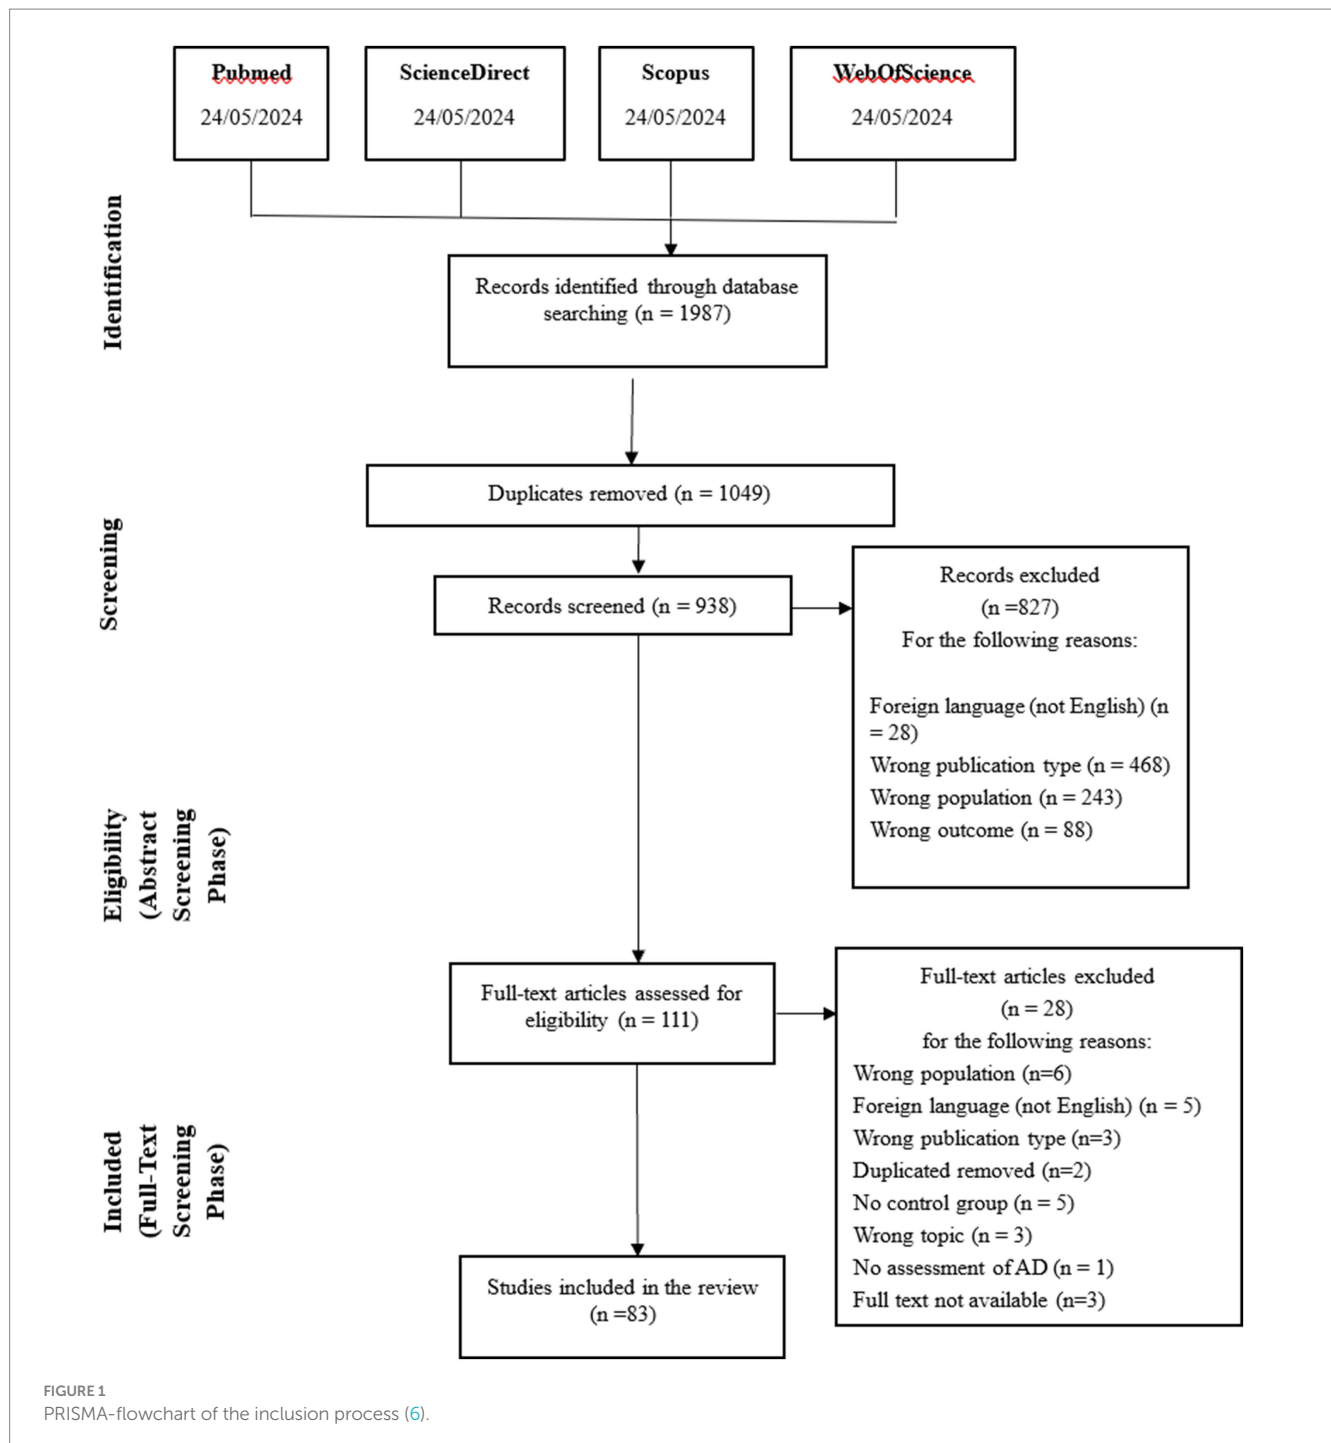 Pubmed
24/05/2024
ScienceDirect
24/05/2024
Scopus
24/05/2024
WebOfScience
24/05/2024
Identification
Records identified through database
searching (n = 1987)
Screening
Duplicates removed (n = 1049)
Records screened (n = 938)
Records excluded
(n =827)
For the following reasons:
Foreign language (not English) (n
= 28)
Wrong publication type (n = 468)
Wrong population (n = 243)
Wrong outcome (n = 88)
Eligibility
(Abstract
Screening
Phase)
Full-text articles assessed for
eligibility (n = 111)
Full-text articles excluded
(n = 28)
for the following reasons:
Wrong population (n=6)
Foreign language (not English) (n = 5)
Wrong publication type (n=3)
Duplicated removed (n=2)
No control group (n = 5)
Wrong topic (n = 3)
No assessment of AD (n = 1)
Full text not available (n=3)
Included
(Full-Text
Screening
Phase)
Studies included in the review
(n =83)
FIGURE 1
PRISMA-flowchart of the inclusion process (6).